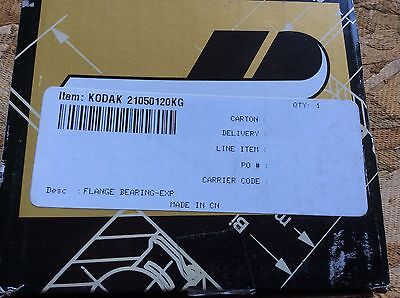 Item: KODAK 21050120KG
QTY: 1
CARTON :
DELIVERY :
LINE ITEM :
PO # :
CARRIER CODE :
Desc : FLANGE BEARING-EXP
MADE IN CN
B